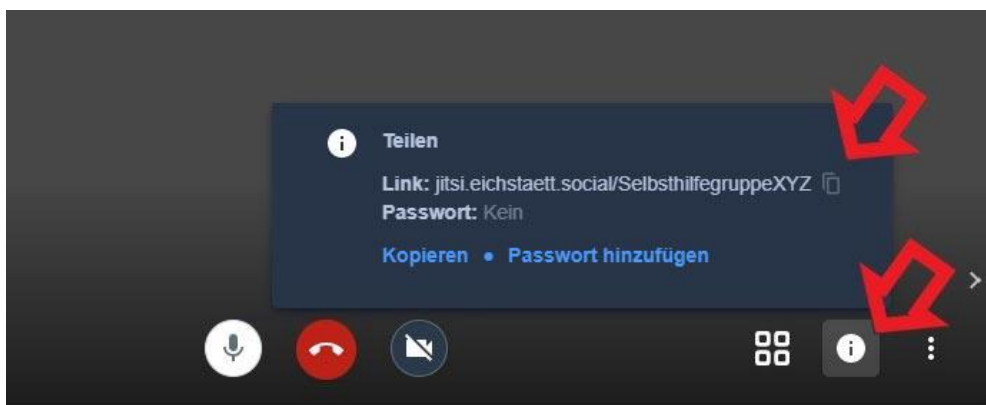 Teilen
Link: jitsi.eichstaett.social/SelbsthilfegruppeXYZ
Passwort: Kein
Kopieren • Passwort hinzufügen